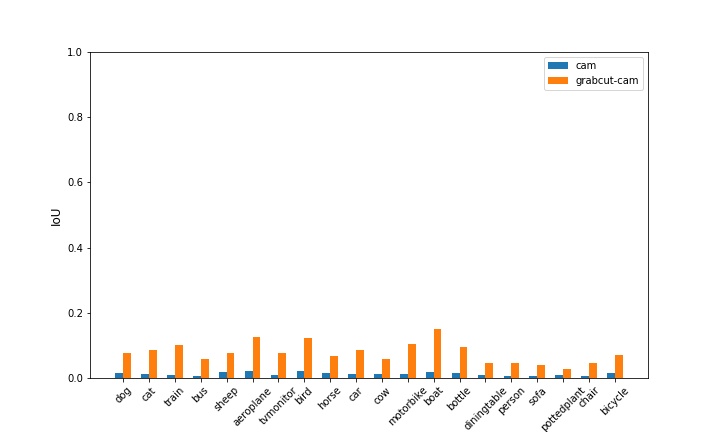 1.0
0.8
0.6
0.4
0.2
0.0
IoU
cam
grabcut-cam
dog
cat
train
bus
sheep
aeroplane
tvmonitor
bird
horse
car
cow
motorbike
boat
bottle
diningtable
person
sofa
pottedplant
chair
bicycle